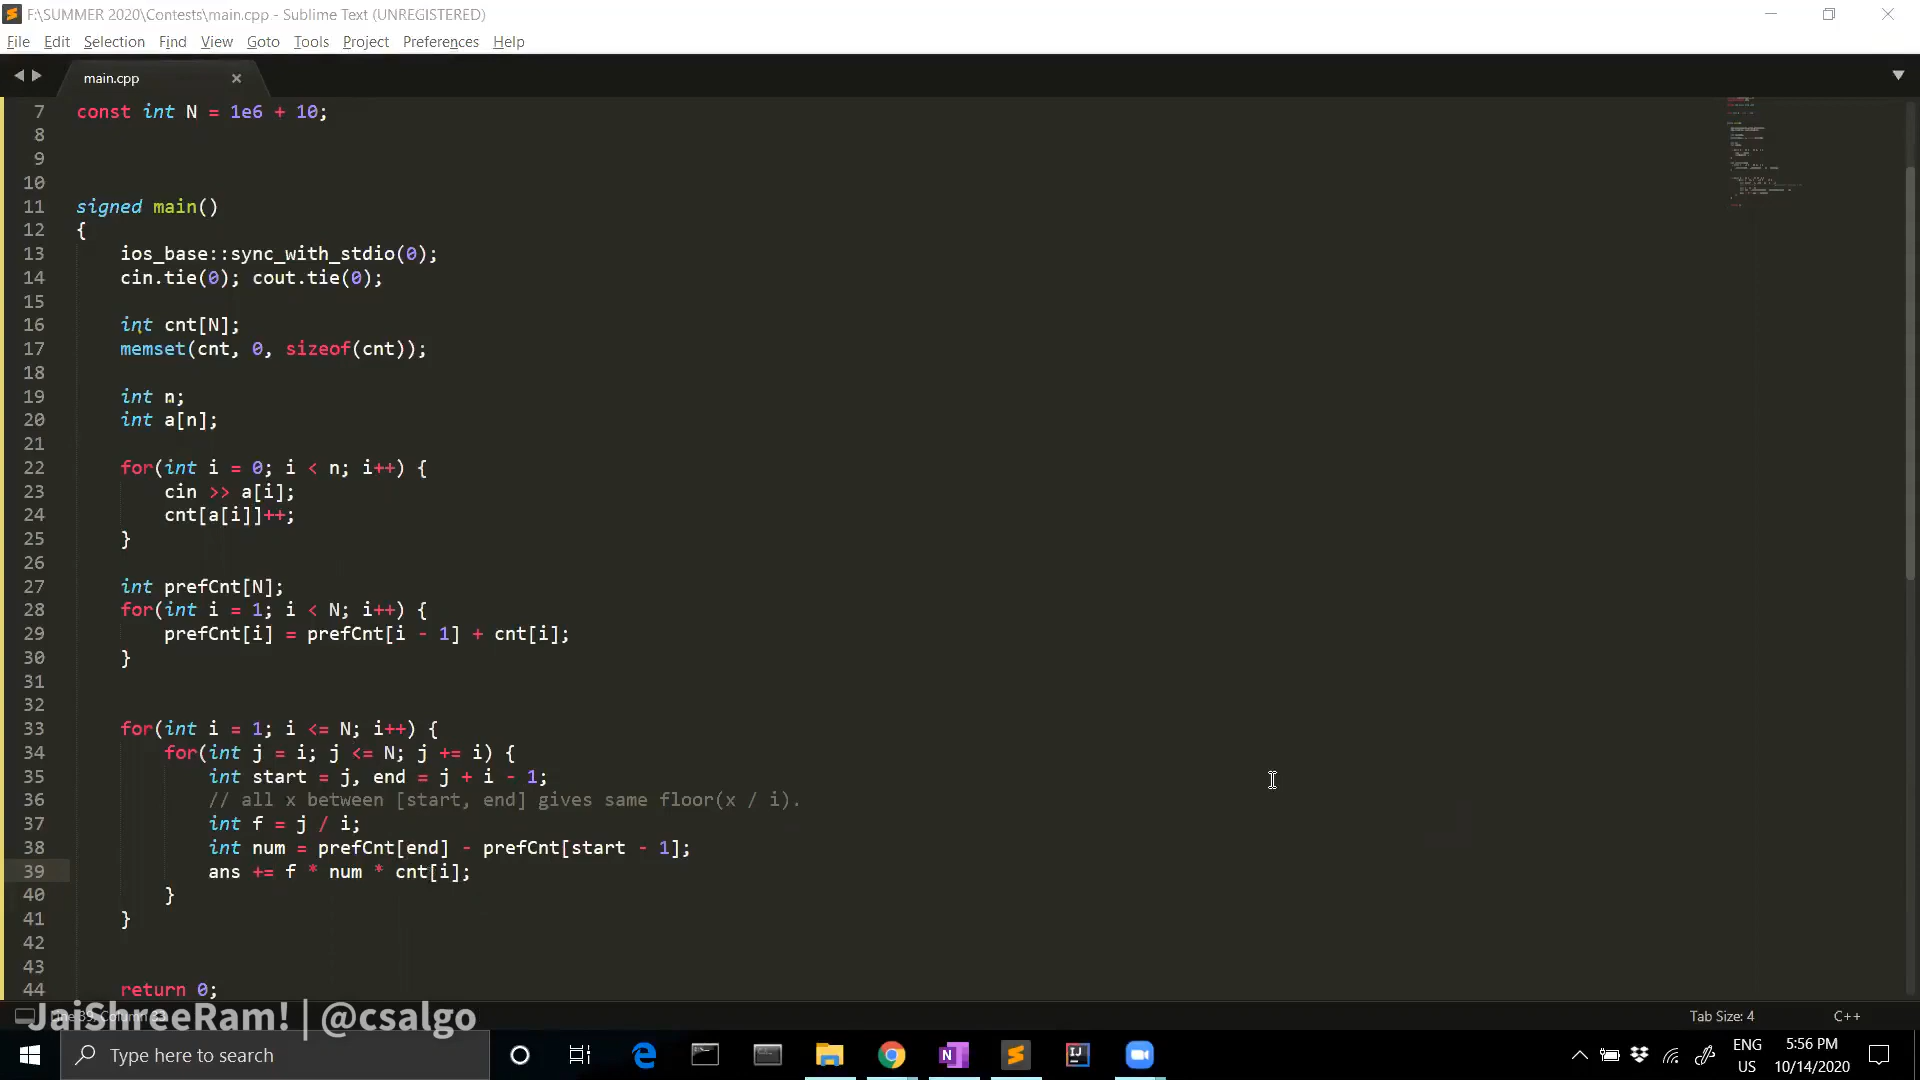 F:\SUMMER 2020\Contests\main.cpp - Sublime Text (UNREGISTERED)
File Edit Selection Find View Goto Tools Project Preferences Help
main.cpp
7 const int N = 1e6 + 10;
8
9
10
11 signed main()
12 {
13 ios_base::sync_with_stdio(0);
14 cin.tie(0); cout.tie(0);
15
16 int cnt[N];
17 memset(cnt, 0, sizeof(cnt));
18
19 int n;
20 int a[n];
21
22 for(int i = 0; i < n; i++) {
23 cin >> a[i];
24 cnt[a[i]]++;
25 }
26
27 int prefCnt[N];
28 for(int i = 1; i < N; i++) {
29 prefCnt[i] = prefCnt[i - 1] + cnt[i];
30 }
31
32
33 for(int i = 1; i <= N; i++) {
34 for(int j = i; j <= N; j += i) {
35 int start = j, end = j + i - 1;
36 // all x between [start, end] gives same floor(x / i).
37 int f = j / i;
38 int num = prefCnt[end] - prefCnt[start - 1];
39 ans += f * num * cnt[i];
40 }
41 }
42
43
44 return 0;
JaiShreeRam! | @csalgo
Tab Size: 4 C++
Type here to search
ENG
US
5:56 PM
10/14/2020